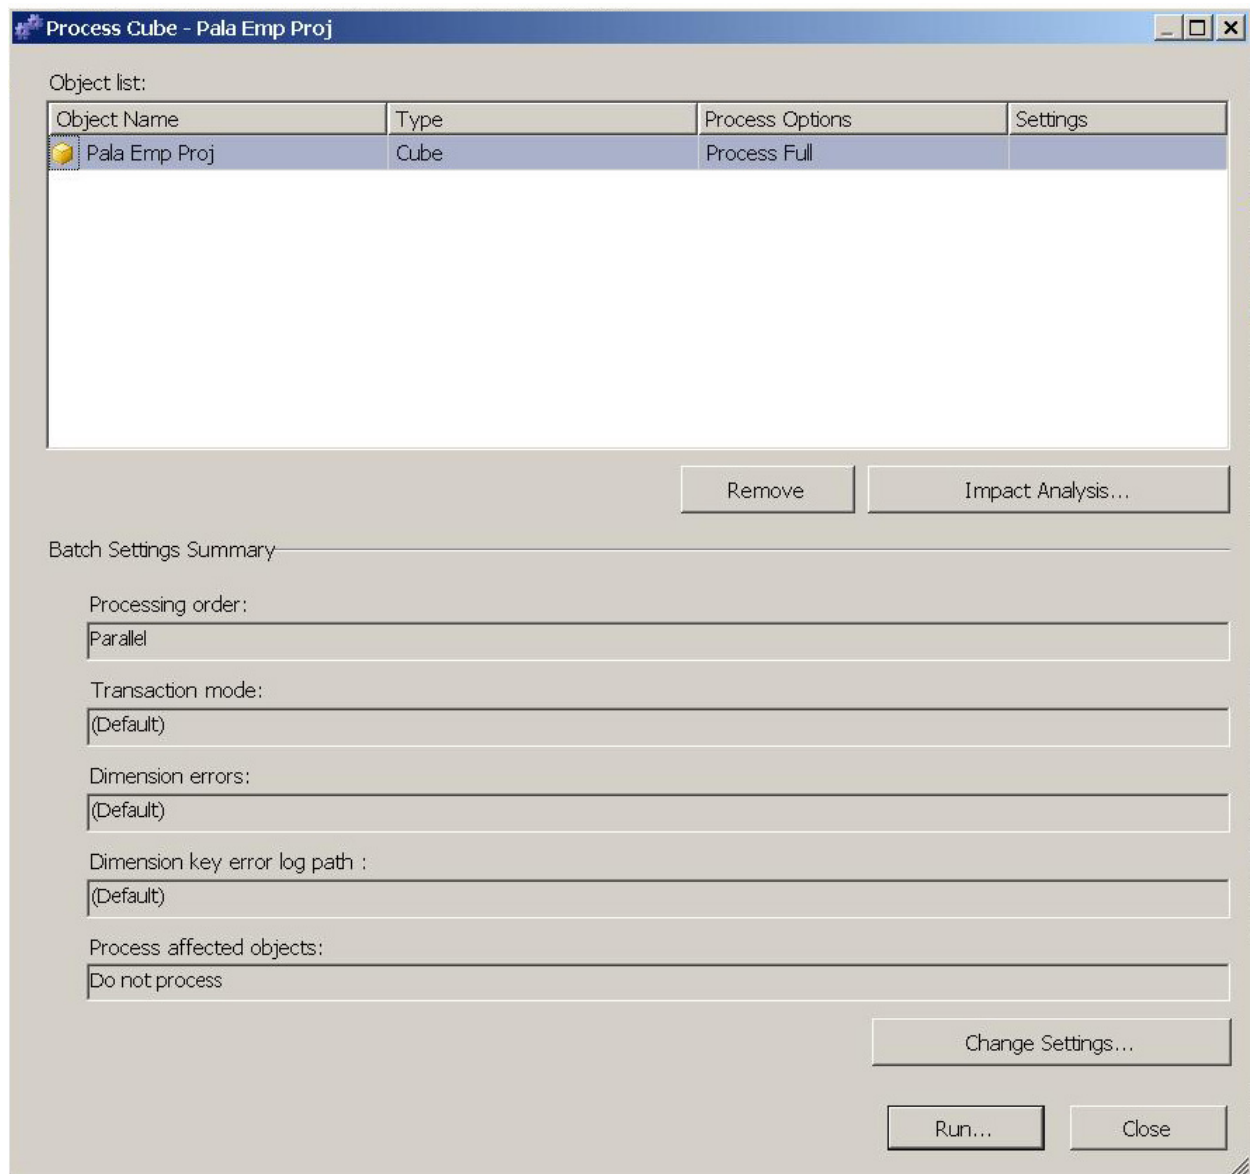 Process Cube - Pala Emp Proj
Object list:
Object Name Type Process Options Settings
Pala Emp Proj Cube Process Full
Remove Impact Analysis...
Batch Settings Summary
Processing order:
Parallel
Transaction mode:
(Default)
Dimension errors:
(Default)
Dimension key error log path :
(Default)
Process affected objects:
Do not process
Change Settings...
Run... Close